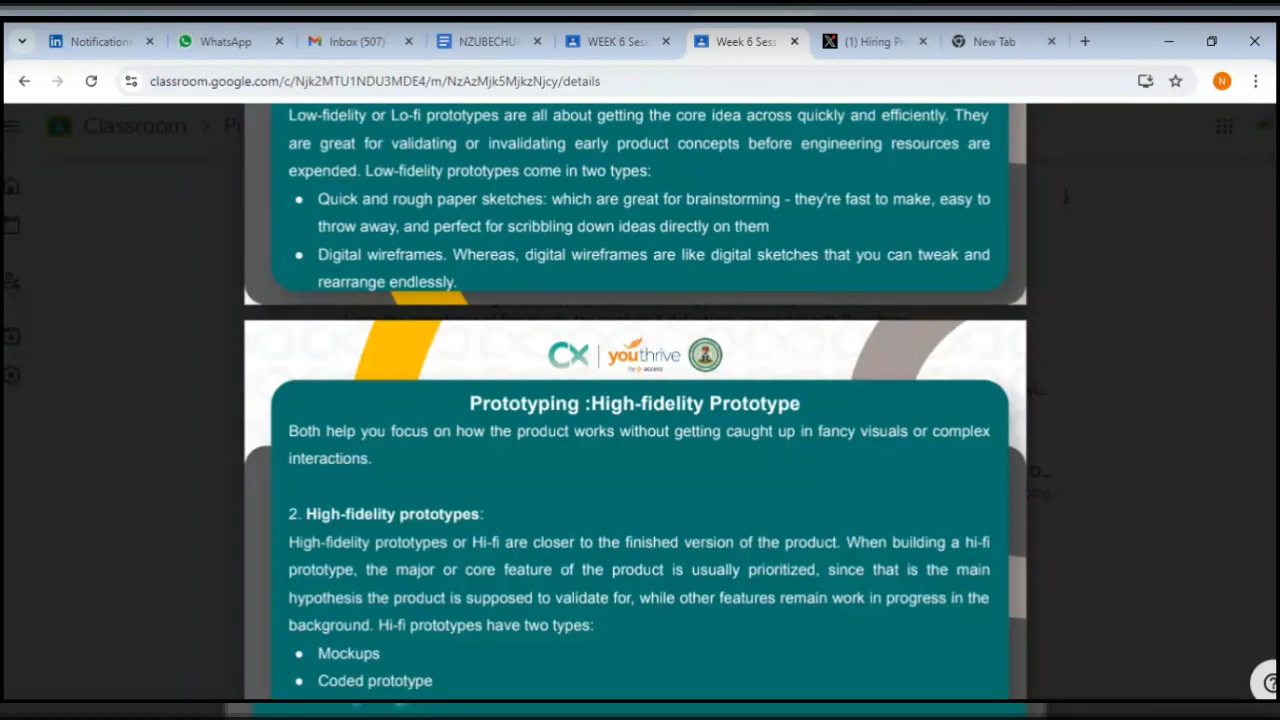 Notifications
WhatsApp
Inbox (507)
NZUBECHU
WEEK 6 Sess
Week 6 Sess
(1) Hiring P
New Tab
classroom.google.com/c/Njk2MTU1NDU3MDE4/m/NzAzMjk5MjkzNjcy/details
N
Classroom > Pr
Low-fidelity or Lo-fi prototypes are all about getting the core idea across quickly and efficiently. They
are great for validating or invalidating early product concepts before engineering resources are
expended. Low-fidelity prototypes come in two types:
• Quick and rough paper sketches: which are great for brainstorming - they're fast to make, easy to
throw away, and perfect for scribbling down ideas directly on them
• Digital wireframes. Whereas, digital wireframes are like digital sketches that you can tweak and
rearrange endlessly.
CX | youthrive
by access
Prototyping :High-fidelity Prototype
Both help you focus on how the product works without getting caught up in fancy visuals or complex
interactions.
2. High-fidelity prototypes:
High-fidelity prototypes or Hi-fi are closer to the finished version of the product. When building a hi-fi
prototype, the major or core feature of the product is usually prioritized, since that is the main
hypothesis the product is supposed to validate for, while other features remain work in progress in the
background. Hi-fi prototypes have two types:
• Mockups
• Coded prototype